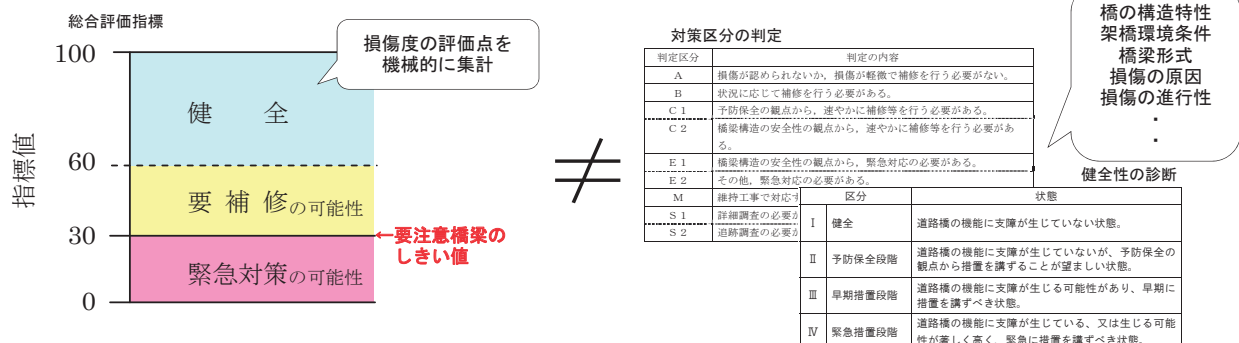 総合評価指標
100
60
30
0
指標値
健 全
要 補 修の可能性
緊急対策の可能性
損傷度の評価点を
機械的に集計
←要注意橋梁の
しきい値
≠
対策区分の判定
判定区分 判定の内容
A 損傷が認められないか，損傷が軽微で補修を行う必要がない。
B 状況に応じて補修を行う必要がある。
C 1 予防保全の観点から，速やかに補修等を行う必要がある。
C 2 橋梁構造の安全性の観点から，速やかに補修等を行う必要があ
る。
E 1 橋梁構造の安全性の観点から，緊急対応の必要がある。
E 2 その他，緊急対応の必要がある。
M 維持工事で対応す
S 1 詳細調査の必要が
S 2 追跡調査の必要が
橋の構造特性
架橋環境条件
橋梁形式
損傷の原因
損傷の進行性
・
・
健全性の診断
区分 状態
Ⅰ 健全 道路橋の機能に支障が生じていない状態。
Ⅱ 予防保全段階 道路橋の機能に支障が生じていないが、予防保全の
観点から措置を講ずることが望ましい状態。
Ⅲ 早期措置段階 道路橋の機能に支障が生じる可能性があり、早期に
措置を講ずべき状態。
Ⅳ 緊急措置段階 道路橋の機能に支障が生じている、又は生じる可能
性が著しく高く、緊急に措置を講ずべき状態。